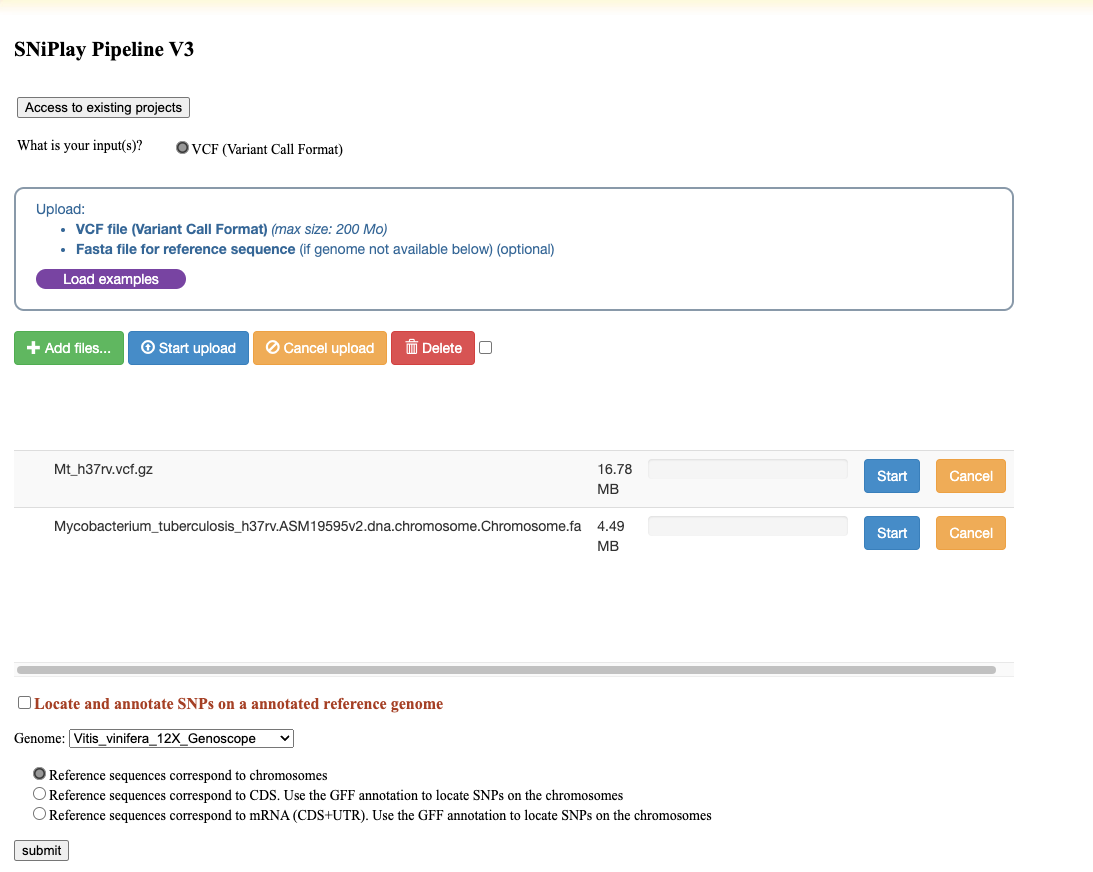 SNiPlay Pipeline V3
Access to existing projects
What is your input(s)?
VCF (Variant Call Format)
Upload:
• VCF file (Variant Call Format) (max size: 200 Mo)
• Fasta file for reference sequence (if genome not available below) (optional)
Load examples
Add files... Start upload Cancel upload Delete
Mt_h37rv.vcf.gz 16.78 MB Start Cancel
Mycobacterium_tuberculosis_h37rv.ASM19595v2.dna.chromosome.Chromosome.fa 4.49 MB Start Cancel
Locate and annotate SNPs on a annotated reference genome
Genome: Vitis_vinifera_12X_Genoscope
Reference sequences correspond to chromosomes
Reference sequences correspond to CDS. Use the GFF annotation to locate SNPs on the chromosomes
Reference sequences correspond to mRNA (CDS+UTR). Use the GFF annotation to locate SNPs on the chromosomes
submit